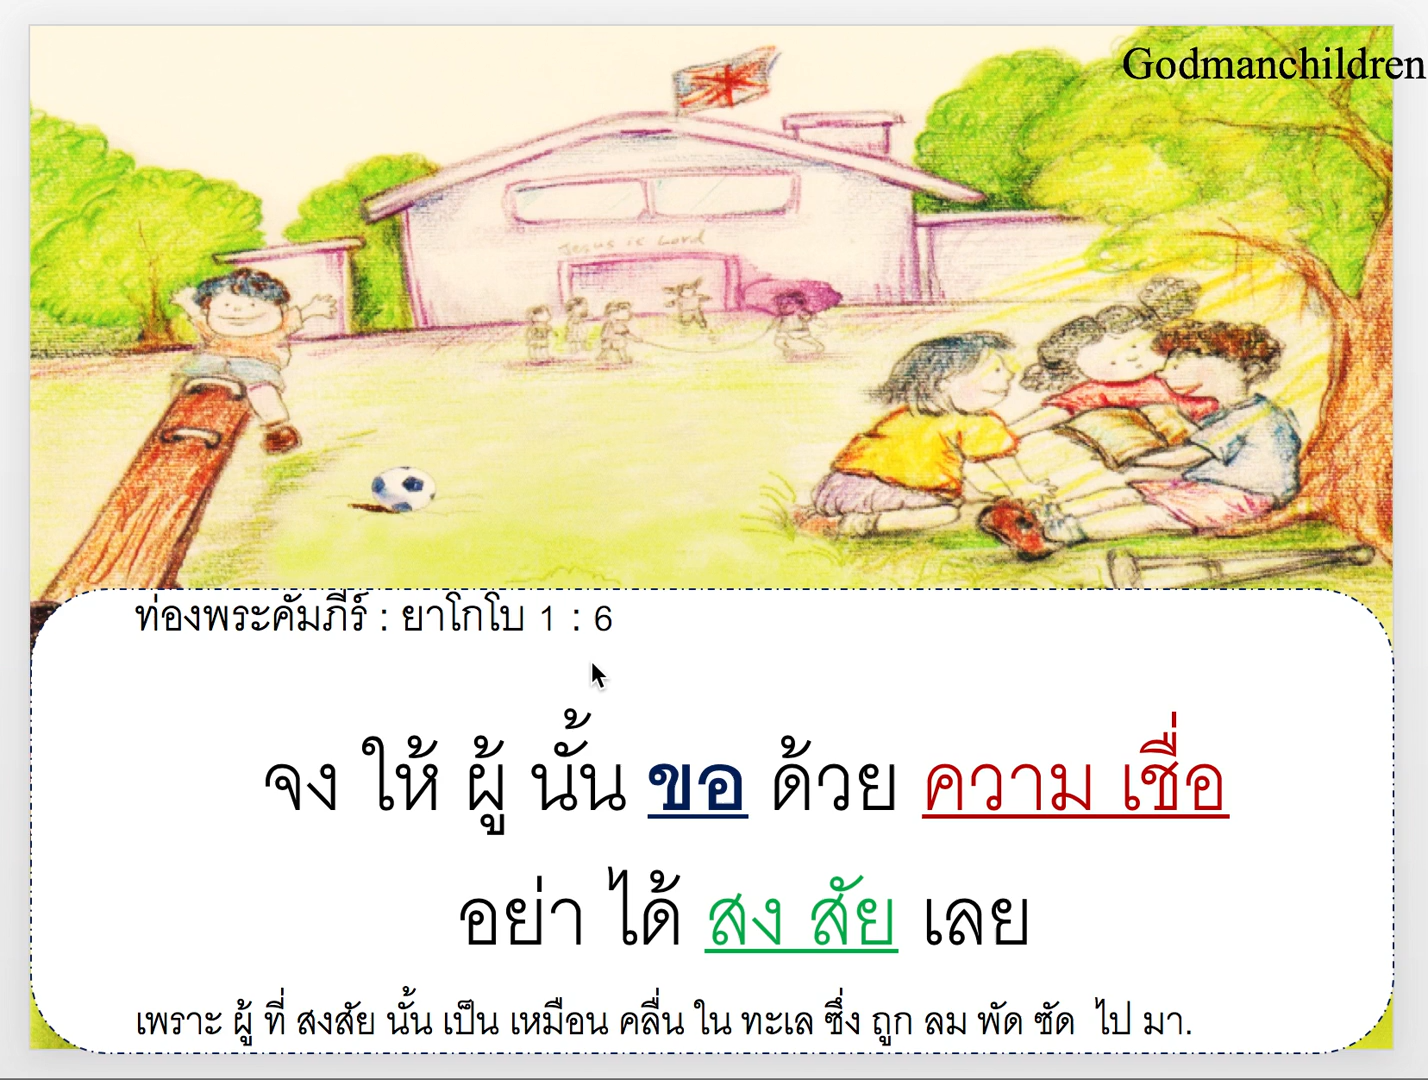 Godmanchildren
Jesus is Lord
ท่องพระคัมภีร์ : ยาโกโบ 1 : 6
จง ให้ ผู้ นั้น ขอ ด้วย ความ เชื่อ
อย่า ได้ สง สัย เลย
เพราะ ผู้ ที่ สงสัย นั้น เป็น เหมือน คลื่น ใน ทะเล ซึ่ง ถูก ลม พัด ซัด ไป มา.